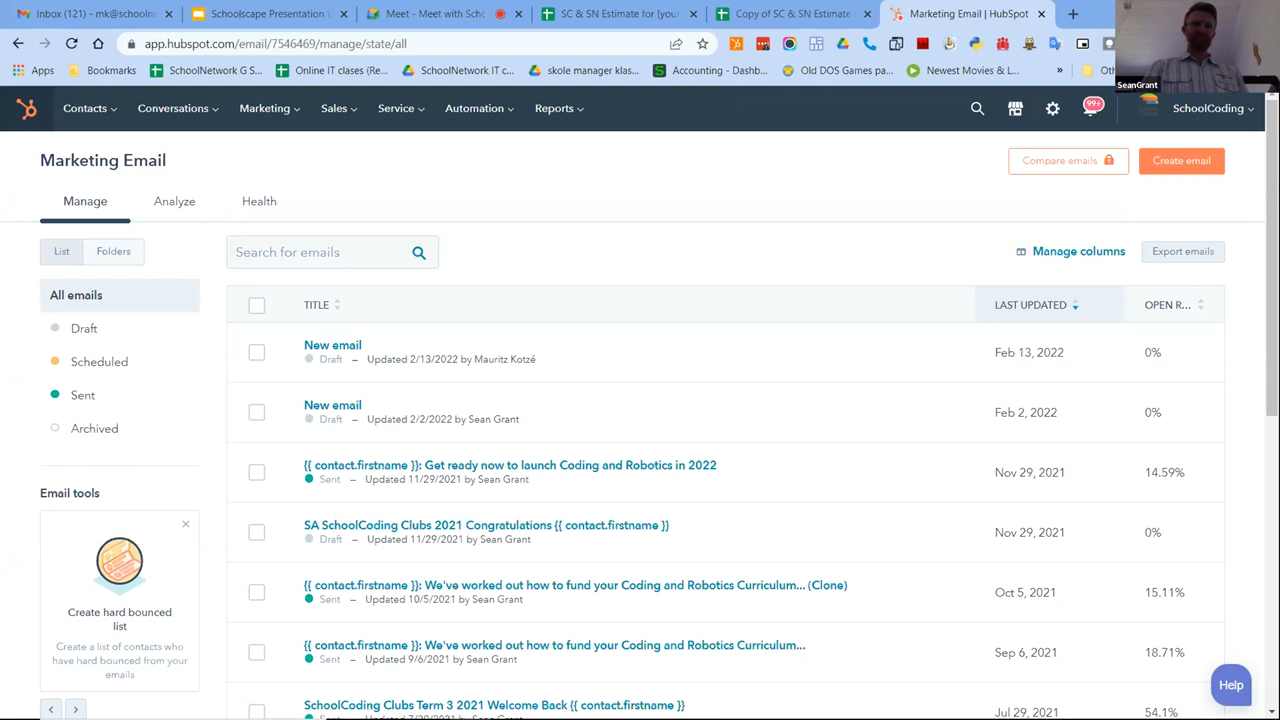 Inbox (121) - mk@schoolne
Schoolscape Presentation
Meet - Meet with Scho
SC & SN Estimate for [your
Copy of SC & SN Estimate
Marketing Email | HubSpot
app.hubspot.com/email/7546469/manage/state/all
SeanGrant
Apps
Bookmarks
SchoolNetwork G S...
Online IT clases (Re...
SchoolNetwork IT c...
skole manager klas...
Accounting - Dashb...
Old DOS Games pa...
Newest Movies & L...
»
Contacts
Conversations
Marketing
Sales
Service
Automation
Reports
99+
SchoolCoding
Marketing Email
Compare emails
Create email
Manage
Analyze
Health
List
Folders
Search for emails
Manage columns
Export emails
All emails
Draft
Scheduled
Sent
Archived
TITLE
LAST UPDATED
OPEN R...
New email
Draft – Updated 2/13/2022 by Mauritz Kotzé
Feb 13, 2022
0%
New email
Draft – Updated 2/2/2022 by Sean Grant
Feb 2, 2022
0%
{{ contact.firstname }}: Get ready now to launch Coding and Robotics in 2022
Sent – Updated 11/29/2021 by Sean Grant
Nov 29, 2021
14.59%
SA SchoolCoding Clubs 2021 Congratulations {{ contact.firstname }}
Draft – Updated 11/29/2021 by Sean Grant
Nov 29, 2021
0%
{{ contact.firstname }}: We've worked out how to fund your Coding and Robotics Curriculum... (Clone)
Sent – Updated 10/5/2021 by Sean Grant
Oct 5, 2021
15.11%
{{ contact.firstname }}: We've worked out how to fund your Coding and Robotics Curriculum...
Sent – Updated 9/6/2021 by Sean Grant
Sep 6, 2021
18.71%
SchoolCoding Clubs Term 3 2021 Welcome Back {{ contact.firstname }}
Jul 29, 2021
54.1%
Email tools
Create hard bounced
list
Create a list of contacts who
have hard bounced from your
emails
Help